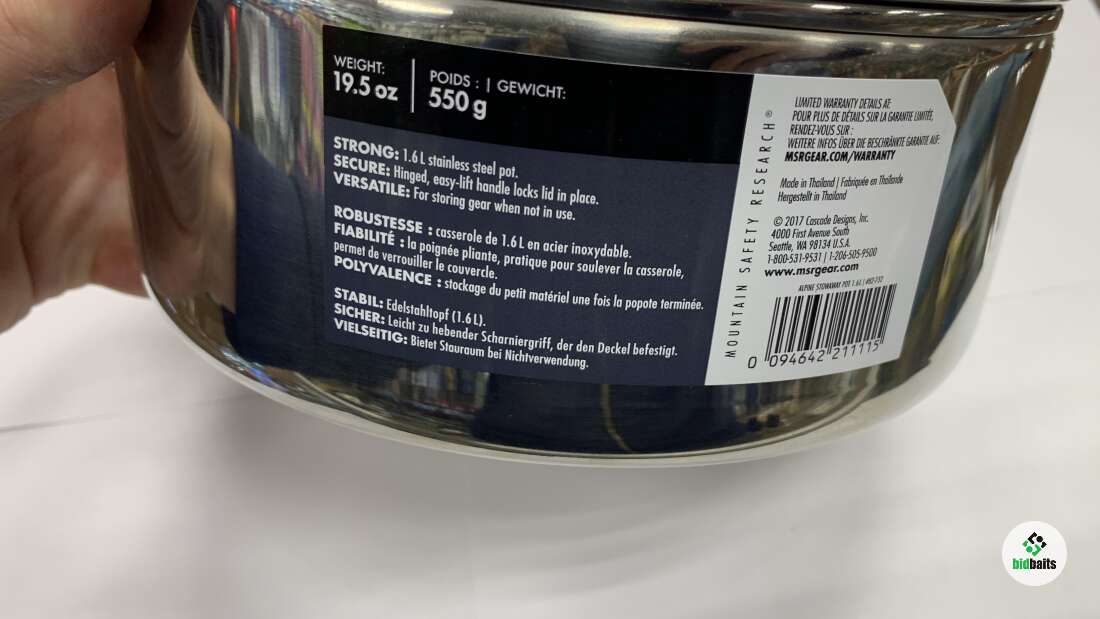 WEIGHT:
19.5 oz
POIDS : | GEWICHT:
550 g
STRONG: 1.6 L stainless steel pot.
SECURE: Hinged, easy-lift handle locks lid in place.
VERSATILE: For storing gear when not in use.
ROBUSTESSE : casserole de 1.6 L en acier inoxydable.
FIABILITÉ : la poignée pliante, pratique pour soulever la casserole,
permet de verrouiller le couvercle.
POLYVALENCE : stockage du petit matériel une fois la popote terminée.
STABIL: Edelstahltopf (1.6 L).
SICHER: Leicht zu hebender Scharniergriff, der den Deckel befestigt.
VIELSEITIG: Bietet Stauraum bei Nichtverwendung.
MOUNTAIN SAFETY RESEARCH®
LIMITED WARRANTY DETAILS AT:
POUR PLUS DE DÉTAILS SUR LA GARANTIE LIMITÉE,
RENDEZ-VOUS SUR :
WEITERE INFOS ÜBER DIE BESCHRÄNKTE GARANTIE AUF:
MSRGEAR.COM/WARRANTY
Made in Thailand | Fabriquée en Thaïlande
Hergestellt in Thailand
© 2017 Cascade Designs, Inc.
4000 First Avenue South
Seattle, WA 98134 U.S.A.
1-800-531-9531 | 1-206-505-9500
www.msrgear.com
ALPINE STOWAWAY POT 1.6L
0 094642 211115
bidbaits